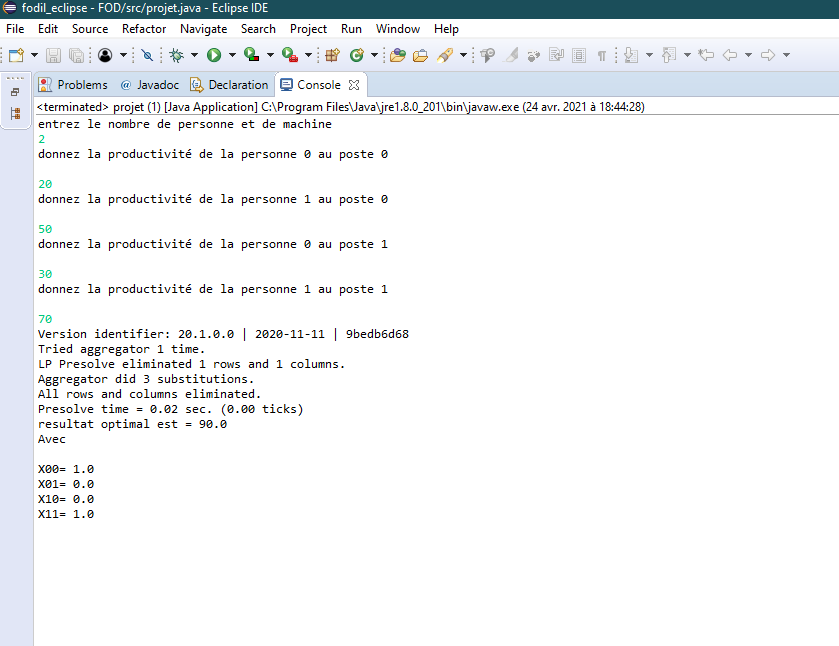 fodil_eclipse - FOD/src/projet.java - Eclipse IDE
File Edit Source Refactor Navigate Search Project Run Window Help
Problems @ Javadoc Declaration Console
<terminated> projet (1) [Java Application] C:\Program Files\Java\jre1.8.0_201\bin\javaw.exe (24 avr. 2021 à 18:44:28)
entrez le nombre de personne et de machine
2
donnez la productivité de la personne 0 au poste 0
20
donnez la productivité de la personne 1 au poste 0
50
donnez la productivité de la personne 0 au poste 1
30
donnez la productivité de la personne 1 au poste 1
70
Version identifier: 20.1.0.0 | 2020-11-11 | 9bedb6d68
Tried aggregator 1 time.
LP Presolve eliminated 1 rows and 1 columns.
Aggregator did 3 substitutions.
All rows and columns eliminated.
Presolve time = 0.02 sec. (0.00 ticks)
resultat optimal est = 90.0
Avec
X00= 1.0
X01= 0.0
X10= 0.0
X11= 1.0